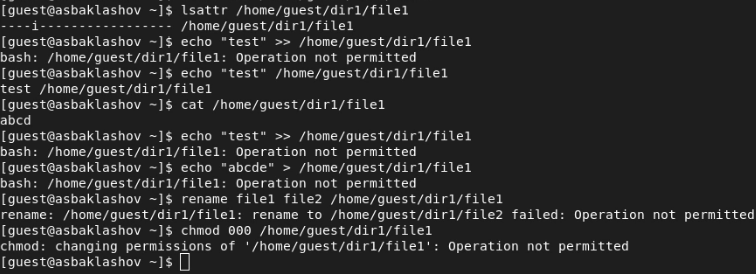 [guest@asbaklashov ~]$ lsattr /home/guest/dir1/file1
----i----------------- /home/guest/dir1/file1
[guest@asbaklashov ~]$ echo "test" >> /home/guest/dir1/file1
bash: /home/guest/dir1/file1: Operation not permitted
[guest@asbaklashov ~]$ echo "test" /home/guest/dir1/file1
test /home/guest/dir1/file1
[guest@asbaklashov ~]$ cat /home/guest/dir1/file1
abcd
[guest@asbaklashov ~]$ echo "test" >> /home/guest/dir1/file1
bash: /home/guest/dir1/file1: Operation not permitted
[guest@asbaklashov ~]$ echo "abcde" > /home/guest/dir1/file1
bash: /home/guest/dir1/file1: Operation not permitted
[guest@asbaklashov ~]$ rename file1 file2 /home/guest/dir1/file1
rename: /home/guest/dir1/file1: rename to /home/guest/dir1/file2 failed: Operation not permitted
[guest@asbaklashov ~]$ chmod 000 /home/guest/dir1/file1
chmod: changing permissions of '/home/guest/dir1/file1': Operation not permitted
[guest@asbaklashov ~]$